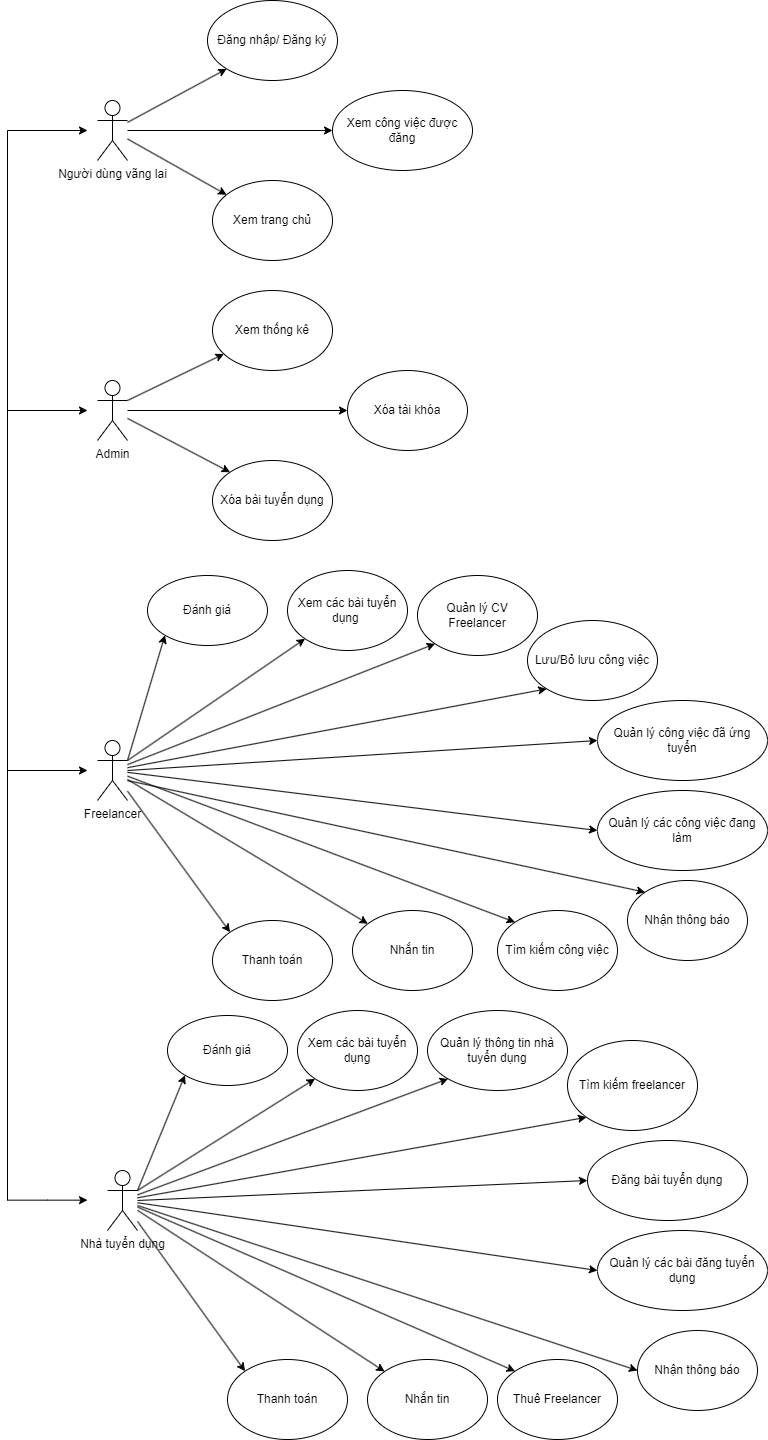 Đăng nhập/ Đăng ký
Xem công việc được
đăng
Người dùng vãng lai
Xem trang chủ
Xem thống kê
Xóa tài khóa
Admin
Xóa bài tuyển dụng
Đánh giá
Xem các bài tuyển
dụng
Quản lý CV
Freelancer
Lưu/Bỏ lưu công việc
Quản lý công việc đã ứng
tuyển
Freelancer
Quản lý các công việc đang
làm
Nhận thông báo
Thanh toán
Nhắn tin
Tìm kiếm công việc
Đánh giá
Xem các bài tuyển
dụng
Quản lý thông tin nhà
tuyển dụng
Tìm kiếm freelancer
Đăng bài tuyển dụng
Nhà tuyển dụng
Quản lý các bài đăng tuyển
dụng
Nhận thông báo
Thanh toán
Nhắn tin
Thuê Freelancer